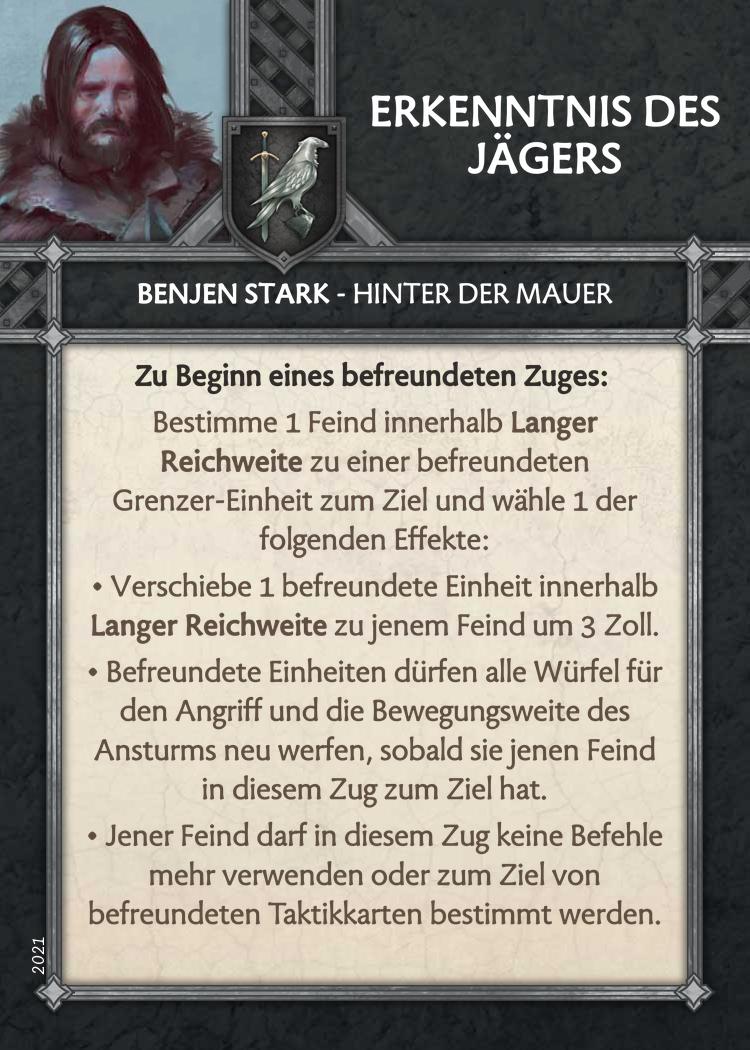 ERKENNTNIS DES
JÄGERS
BENJEN STARK - HINTER DER MAUER
Zu Beginn eines befreundeten Zuges:
Bestimme 1 Feind innerhalb Langer
Reichweite zu einer befreundeten
Grenzer-Einheit zum Ziel und wähle 1 der
folgenden Effekte:
• Verschiebe 1 befreundete Einheit innerhalb
Langer Reichweite zu jenem Feind um 3 Zoll.
• Befreundete Einheiten dürfen alle Würfel für
den Angriff und die Bewegungsweite des
Ansturms neu werfen, sobald sie jenen Feind
in diesem Zug zum Ziel hat.
• Jener Feind darf in diesem Zug keine Befehle
mehr verwenden oder zum Ziel von
befreundeten Taktikkarten bestimmt werden.
2021